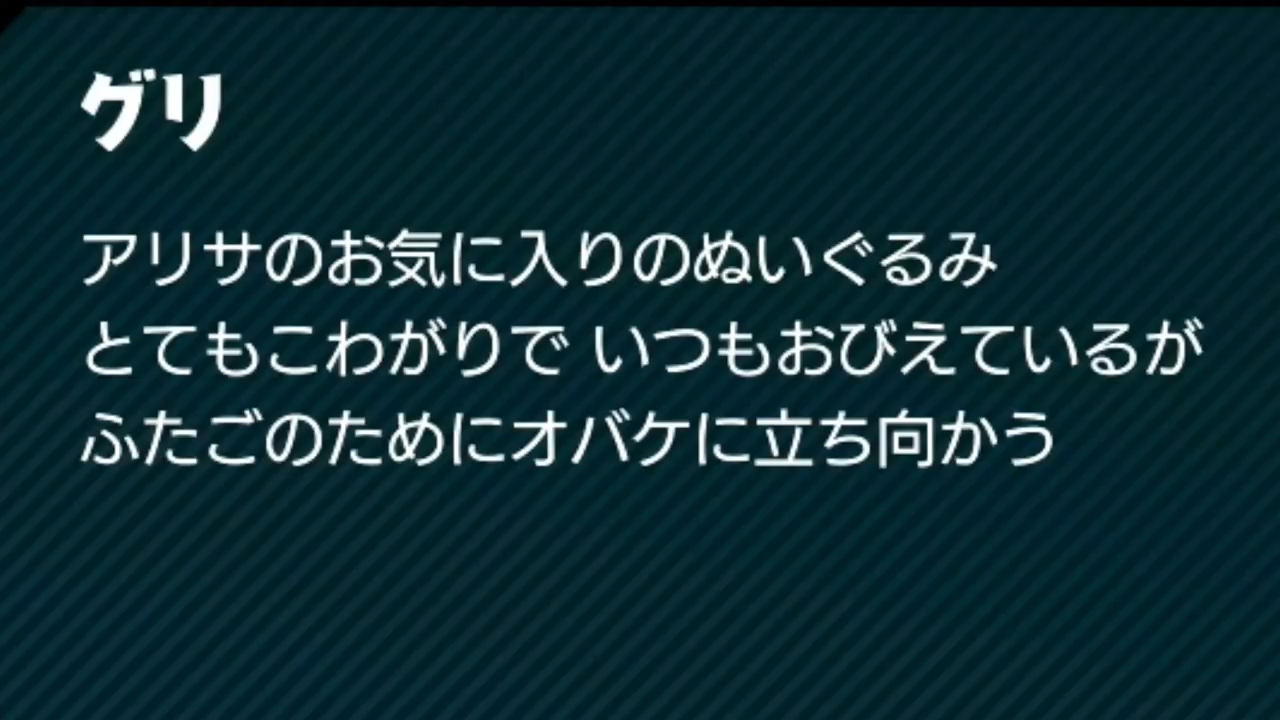 グリ
アリサのお気に入りのぬいぐるみ
とてもこわがりで いつもおびえているが
ふたごのためにオバケに立ち向かう